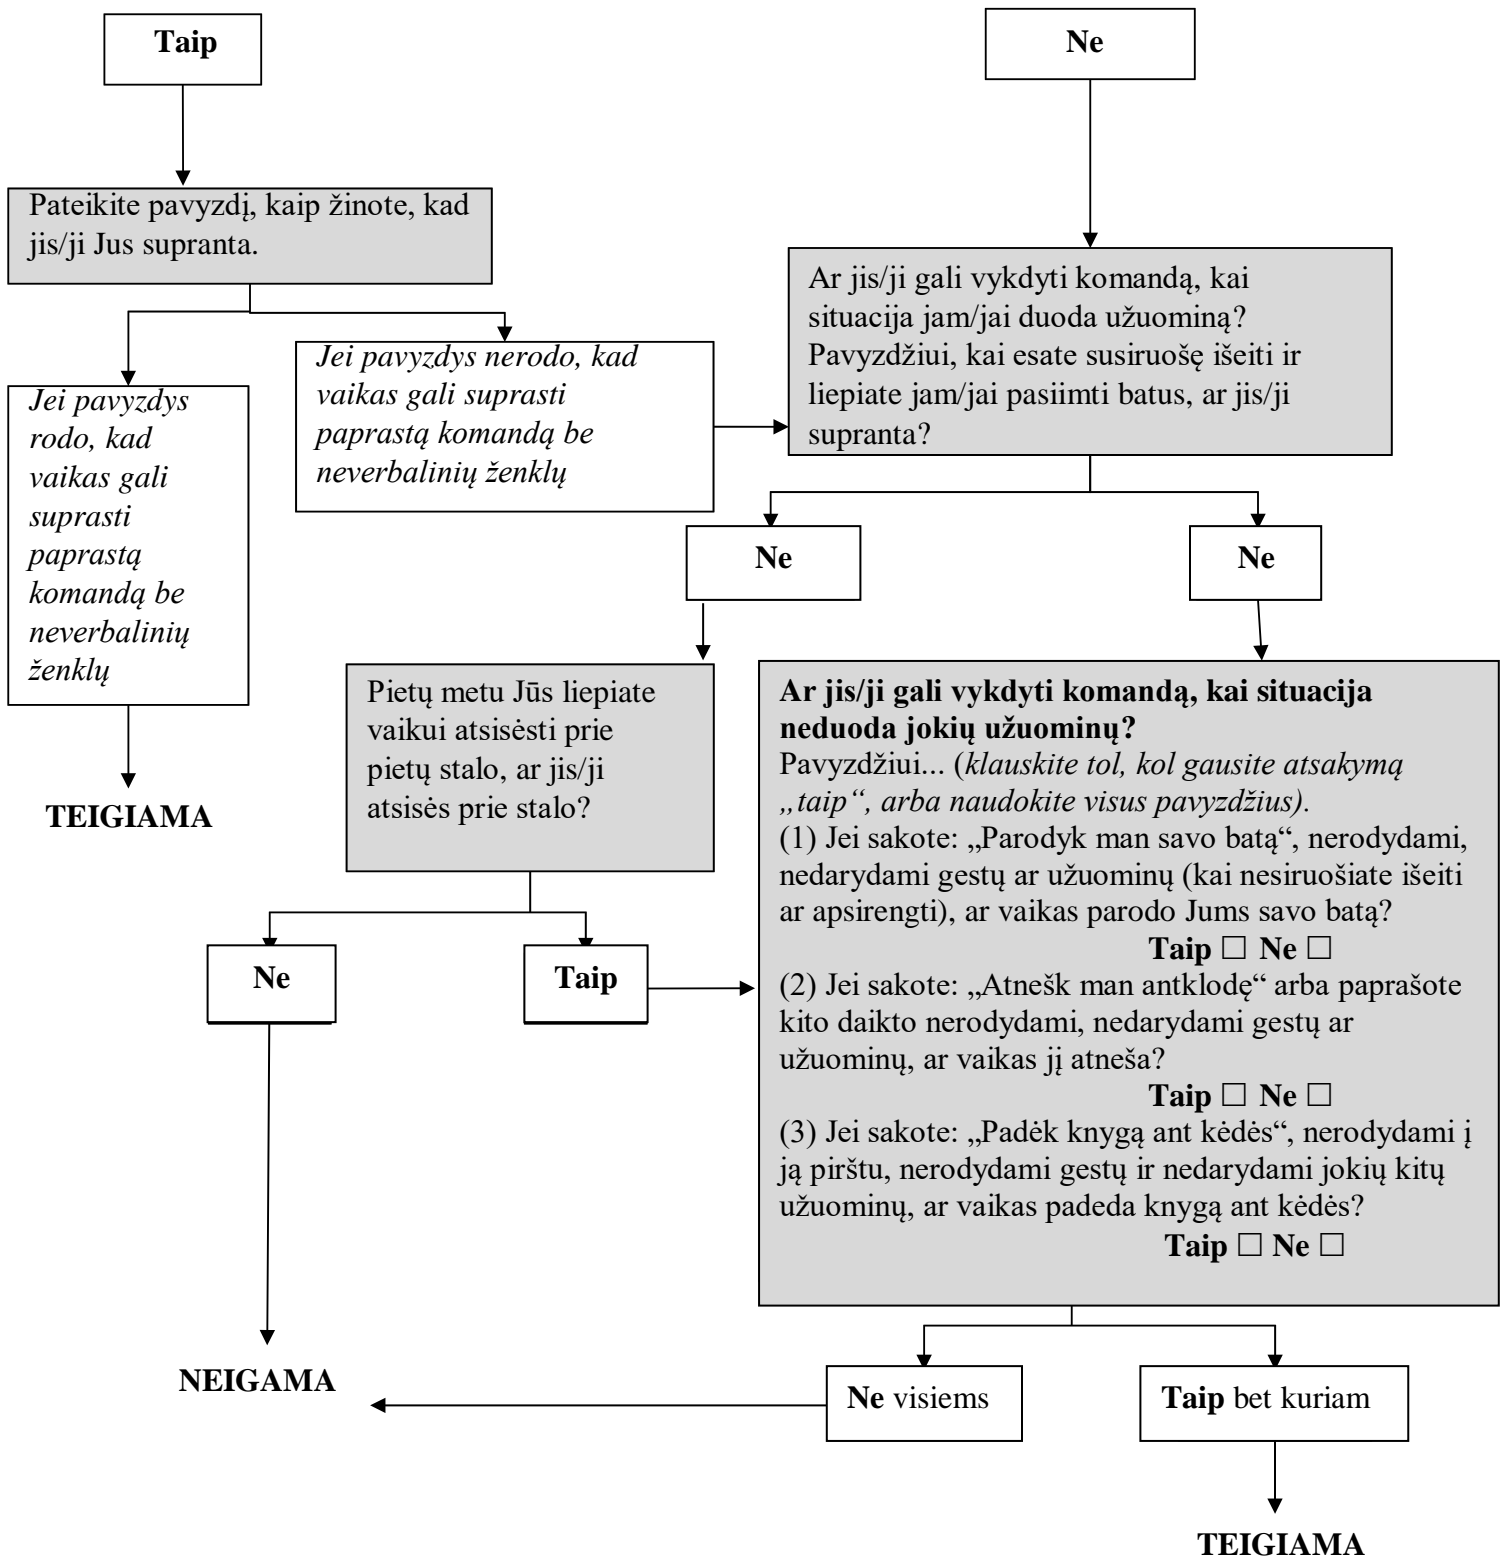 Taip
Ne
Pateikite pavyzdį, kaip žinote, kad
jis/ji Jus supranta.
Ar jis/ji gali vykdyti komandą, kai
situacija jam/jai duoda užuominą?
Pavyzdžiui, kai esate susiruošę išeiti ir
liepiate jam/jai pasiimti batus, ar jis/ji
supranta?
Jei pavyzdys nerodo, kad
vaikas gali suprasti
paprastą komandą be
neverbalinių ženklų
Jei pavyzdys
rodo, kad
vaikas gali
suprasti
paprastą
komandą be
neverbalinių
ženklų
TEIGIAMA
Ne
Ne
Pietų metu Jūs liepiate
vaikui atsisėsti prie
pietų stalo, ar jis/ji
atsisės prie stalo?
Ne
Taip
Ar jis/ji gali vykdyti komandą, kai situacija
neduoda jokių užuominų?
Pavyzdžiui... (klauskite tol, kol gausite atsakymą
„taip“, arba naudokite visus pavyzdžius).
(1) Jei sakote: „Parodyk man savo batą“, nerodydami,
nedarydami gestų ar užuominų (kai nesiruošiate išeiti
ar apsirengti), ar vaikas parodo Jums savo batą?
Taip ☐ Ne ☐
(2) Jei sakote: „Atnešk man antklodę“ arba paprašote
kito daikto nerodydami, nedarydami gestų ar
užuominų, ar vaikas jį atneša?
Taip ☐ Ne ☐
(3) Jei sakote: „Padėk knygą ant kėdės“, nerodydami į
ją pirštu, nerodydami gestų ir nedarydami jokių kitų
užuominų, ar vaikas padeda knygą ant kėdės?
Taip ☐ Ne ☐
NEIGAMA
Ne visiems
Taip bet kuriam
TEIGIAMA